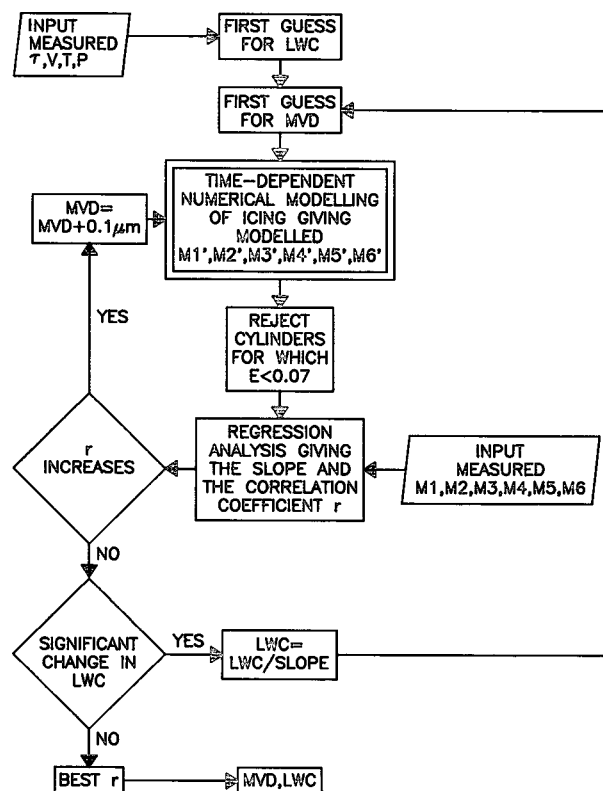 INPUT
MEASURED
τ,V,T,P
FIRST GUESS
FOR LWC
FIRST GUESS
FOR MVD
MVD=
MVD+0.1μm
TIME-DEPENDENT
NUMERICAL MODELLING
OF ICING GIVING
MODELLED
M1',M2',M3',M4',M5',M6'
YES
REJECT
CYLINDERS
FOR WHICH
E<0.07
r
INCREASES
REGRESSION
ANALYSIS GIVING
THE SLOPE AND
THE CORRELATION
COEFFICIENT r
INPUT
MEASURED
M1,M2,M3,M4,M5,M6
NO
SIGNIFICANT
CHANGE IN
LWC
YES
LWC=
LWC/SLOPE
NO
BEST r
MVD,LWC